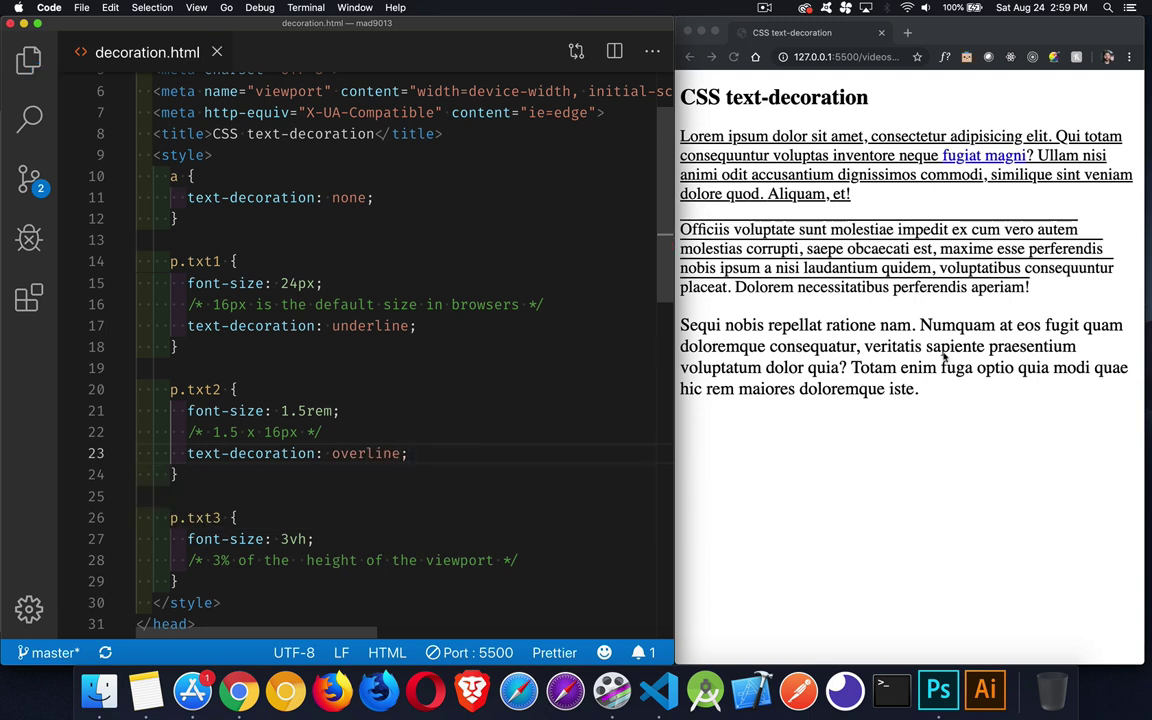 Code File Edit Selection View Go Debug Terminal Window Help 100% Sat Aug 24 2:59 PM
decoration.html — mad9013
decoration.html
CSS text-decoration
127.0.0.1:5500/videos...
6 <meta name="viewport" content="width=device-width, initial-sc
7 <meta http-equiv="X-UA-Compatible" content="ie=edge">
8 <title>CSS text-decoration</title>
9 <style>
10 a {
11 text-decoration: none;
12 }
13
14 p.txt1 {
15 font-size: 24px;
16 /* 16px is the default size in browsers */
17 text-decoration: underline;
18 }
19
20 p.txt2 {
21 font-size: 1.5rem;
22 /* 1.5 x 16px */
23 text-decoration: overline;
24 }
25
26 p.txt3 {
27 font-size: 3vh;
28 /* 3% of the height of the viewport */
29 }
30 </style>
31 </head>
master* UTF-8 LF HTML Port : 5500 Prettier 1
2
CSS text-decoration
Lorem ipsum dolor sit amet, consectetur adipisicing elit. Qui totam
consequuntur voluptas inventore neque fugiat magni? Ullam nisi
animi odit accusantium dignissimos commodi, similique sint veniam
dolore quod. Aliquam, et!
Officiis voluptate sunt molestiae impedit ex cum vero autem
molestias corrupti, saepe obcaecati est, maxime esse perferendis
nobis ipsum a nisi laudantium quidem, voluptatibus consequuntur
placeat. Dolorem necessitatibus perferendis aperiam!
Sequi nobis repellat ratione nam. Numquam at eos fugit quam
doloremque consequatur, veritatis sapiente praesentium
voluptatum dolor quia? Totam enim fuga optio quia modi quae
hic rem maiores doloremque iste.
1
Ps
Ai